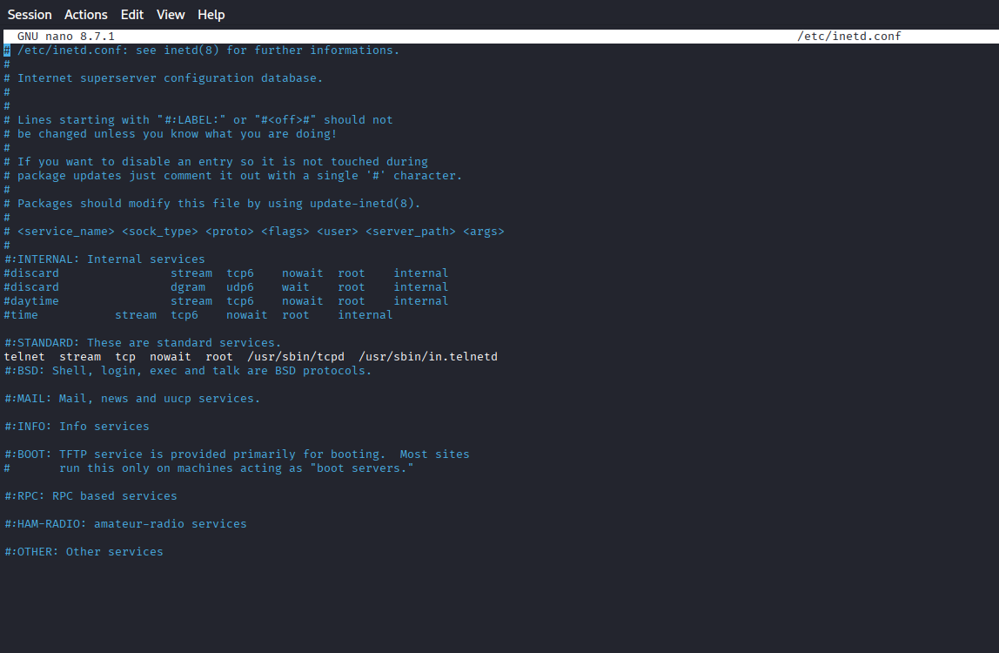 Session Actions Edit View Help
GNU nano 8.7.1 /etc/inetd.conf
# /etc/inetd.conf: see inetd(8) for further informations.
#
# Internet superserver configuration database.
#
#
# Lines starting with "#:LABEL:" or "#<off>#" should not
# be changed unless you know what you are doing!
#
# If you want to disable an entry so it is not touched during
# package updates just comment it out with a single '#' character.
#
# Packages should modify this file by using update-inetd(8).
#
# <service_name> <sock_type> <proto> <flags> <user> <server_path> <args>
#
#:INTERNAL: Internal services
#discard                stream  tcp6    nowait  root    internal
#discard                dgram   udp6    wait    root    internal
#daytime                stream  tcp6    nowait  root    internal
#time           stream  tcp6    nowait  root    internal
#:STANDARD: These are standard services.
telnet  stream  tcp  nowait  root  /usr/sbin/tcpd  /usr/sbin/in.telnetd
#:BSD: Shell, login, exec and talk are BSD protocols.
#:MAIL: Mail, news and uucp services.
#:INFO: Info services
#:BOOT: TFTP service is provided primarily for booting.  Most sites
#       run this only on machines acting as "boot servers."
#:RPC: RPC based services
#:HAM-RADIO: amateur-radio services
#:OTHER: Other services